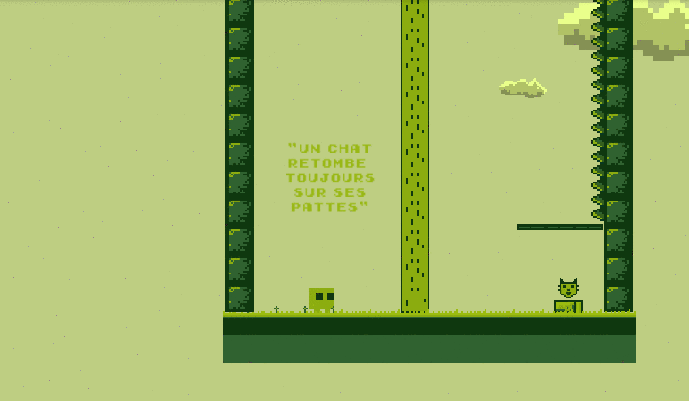 "UN CHAT
RETOMBE
TOUJOURS
SUR SES
PATTES"